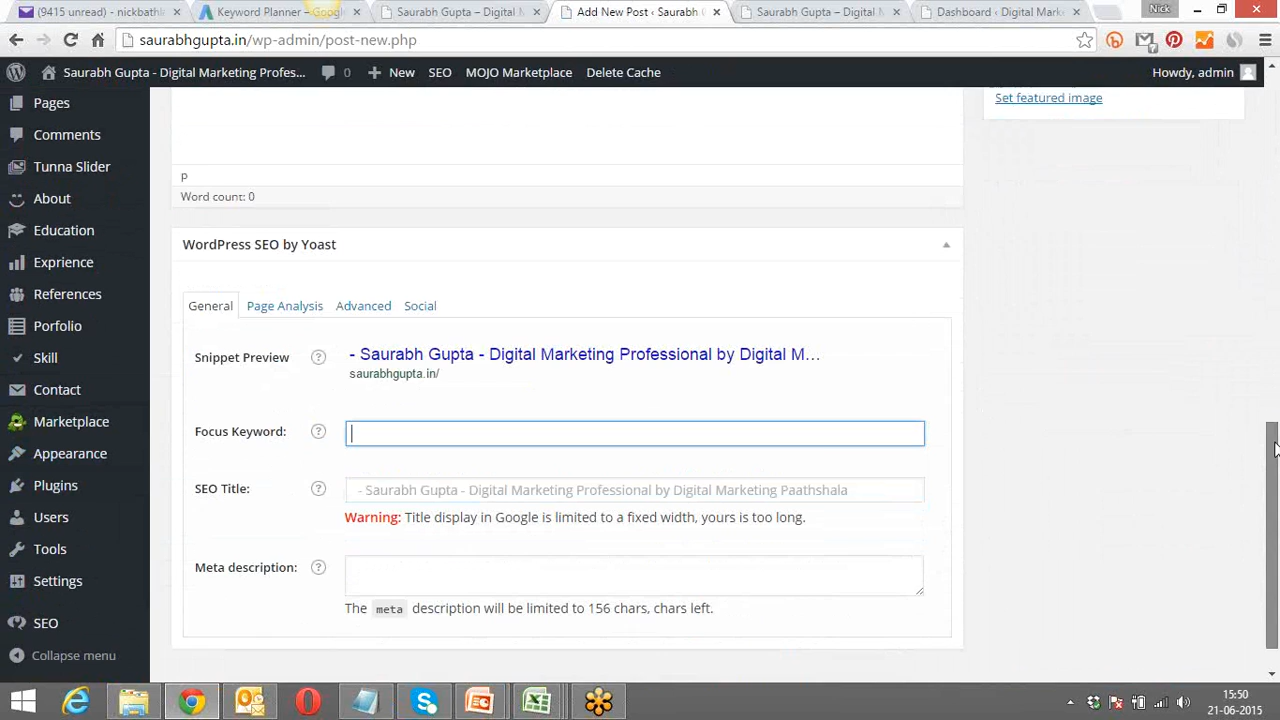 (9415 unread) - nickbathl
Keyword Planner – Googl
Saurabh Gupta – Digital M
Add New Post ‹ Saurabh G
Saurabh Gupta – Digital M
Dashboard ‹ Digital Mark
Nick
saurabhgupta.in/wp-admin/post-new.php
Saurabh Gupta - Digital Marketing Profes...
0
New
SEO
MOJO Marketplace
Delete Cache
Howdy, admin
Pages
Comments
Tunna Slider
About
Education
Exprience
References
Porfolio
Skill
Contact
Marketplace
Appearance
Plugins
Users
Tools
Settings
SEO
Collapse menu
Set featured image
p
Word count: 0
WordPress SEO by Yoast
General Page Analysis Advanced Social
Snippet Preview ? - Saurabh Gupta - Digital Marketing Professional by Digital M...
saurabhgupta.in/
Focus Keyword: ?
SEO Title: ? - Saurabh Gupta - Digital Marketing Professional by Digital Marketing Paathshala
Warning: Title display in Google is limited to a fixed width, yours is too long.
Meta description: ?
The meta description will be limited to 156 chars, chars left.
15:50
21-06-2015